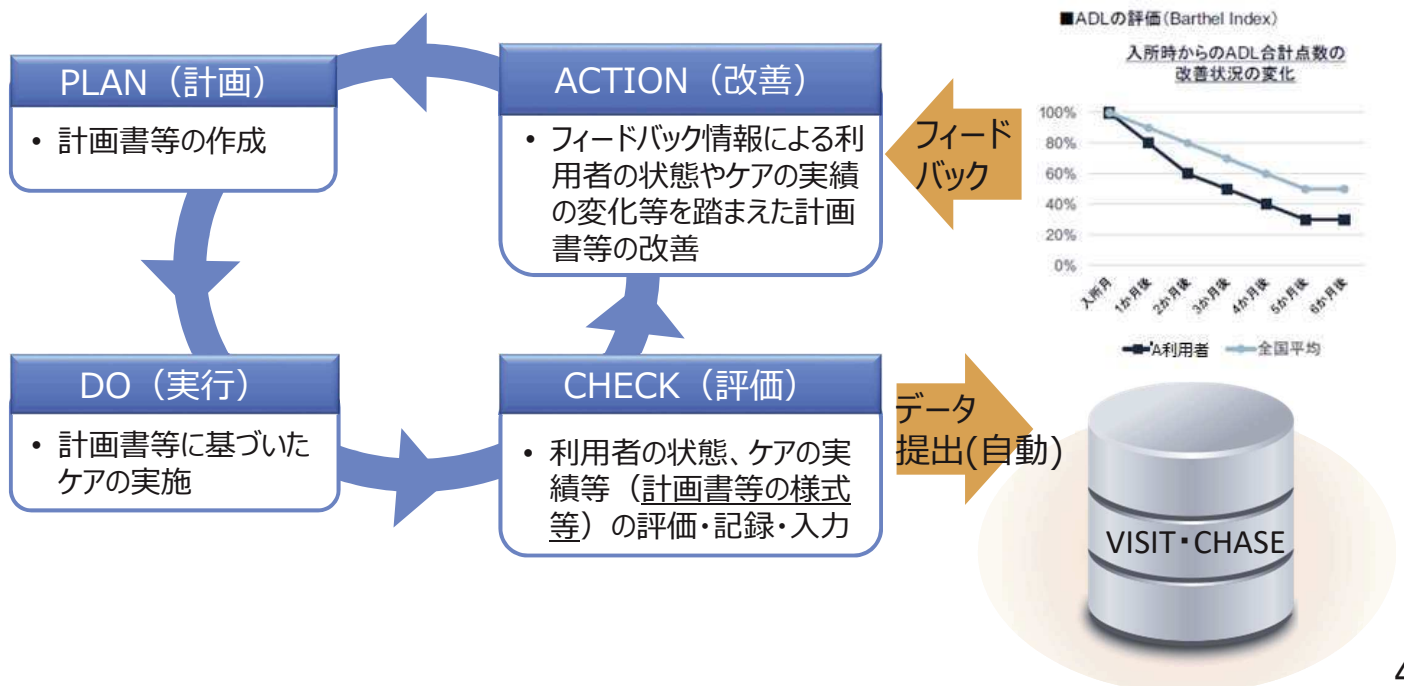 PLAN（計画）
• 計画書等の作成
ACTION（改善）
• フィードバック情報による利
用者の状態やケアの実績
の変化等を踏まえた計画
書等の改善
フィード
バック
■ADLの評価（Barthel Index）
入所時からのADL合計点数の
改善状況の変化
100%
80%
60%
40%
20%
0%
入所月
1か月後
2か月後
3か月後
4か月後
5か月後
6か月後
A利用者
全国平均
DO（実行）
• 計画書等に基づいた
ケアの実施
CHECK（評価）
• 利用者の状態、ケアの実
績等（計画書等の様式
等）の評価・記録・入力
データ
提出(自動)
VISIT・CHASE
4